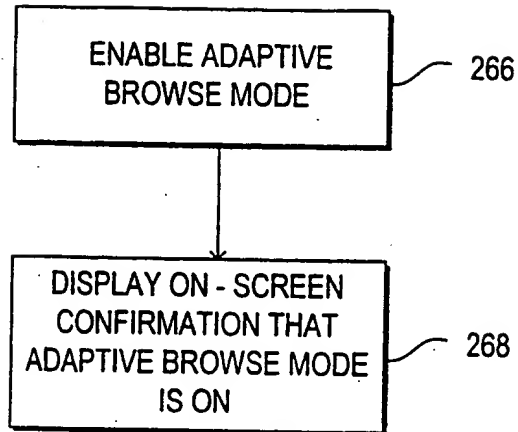 ENABLE ADAPTIVE
BROWSE MODE
266
DISPLAY ON - SCREEN
CONFIRMATION THAT
ADAPTIVE BROWSE MODE
IS ON
268